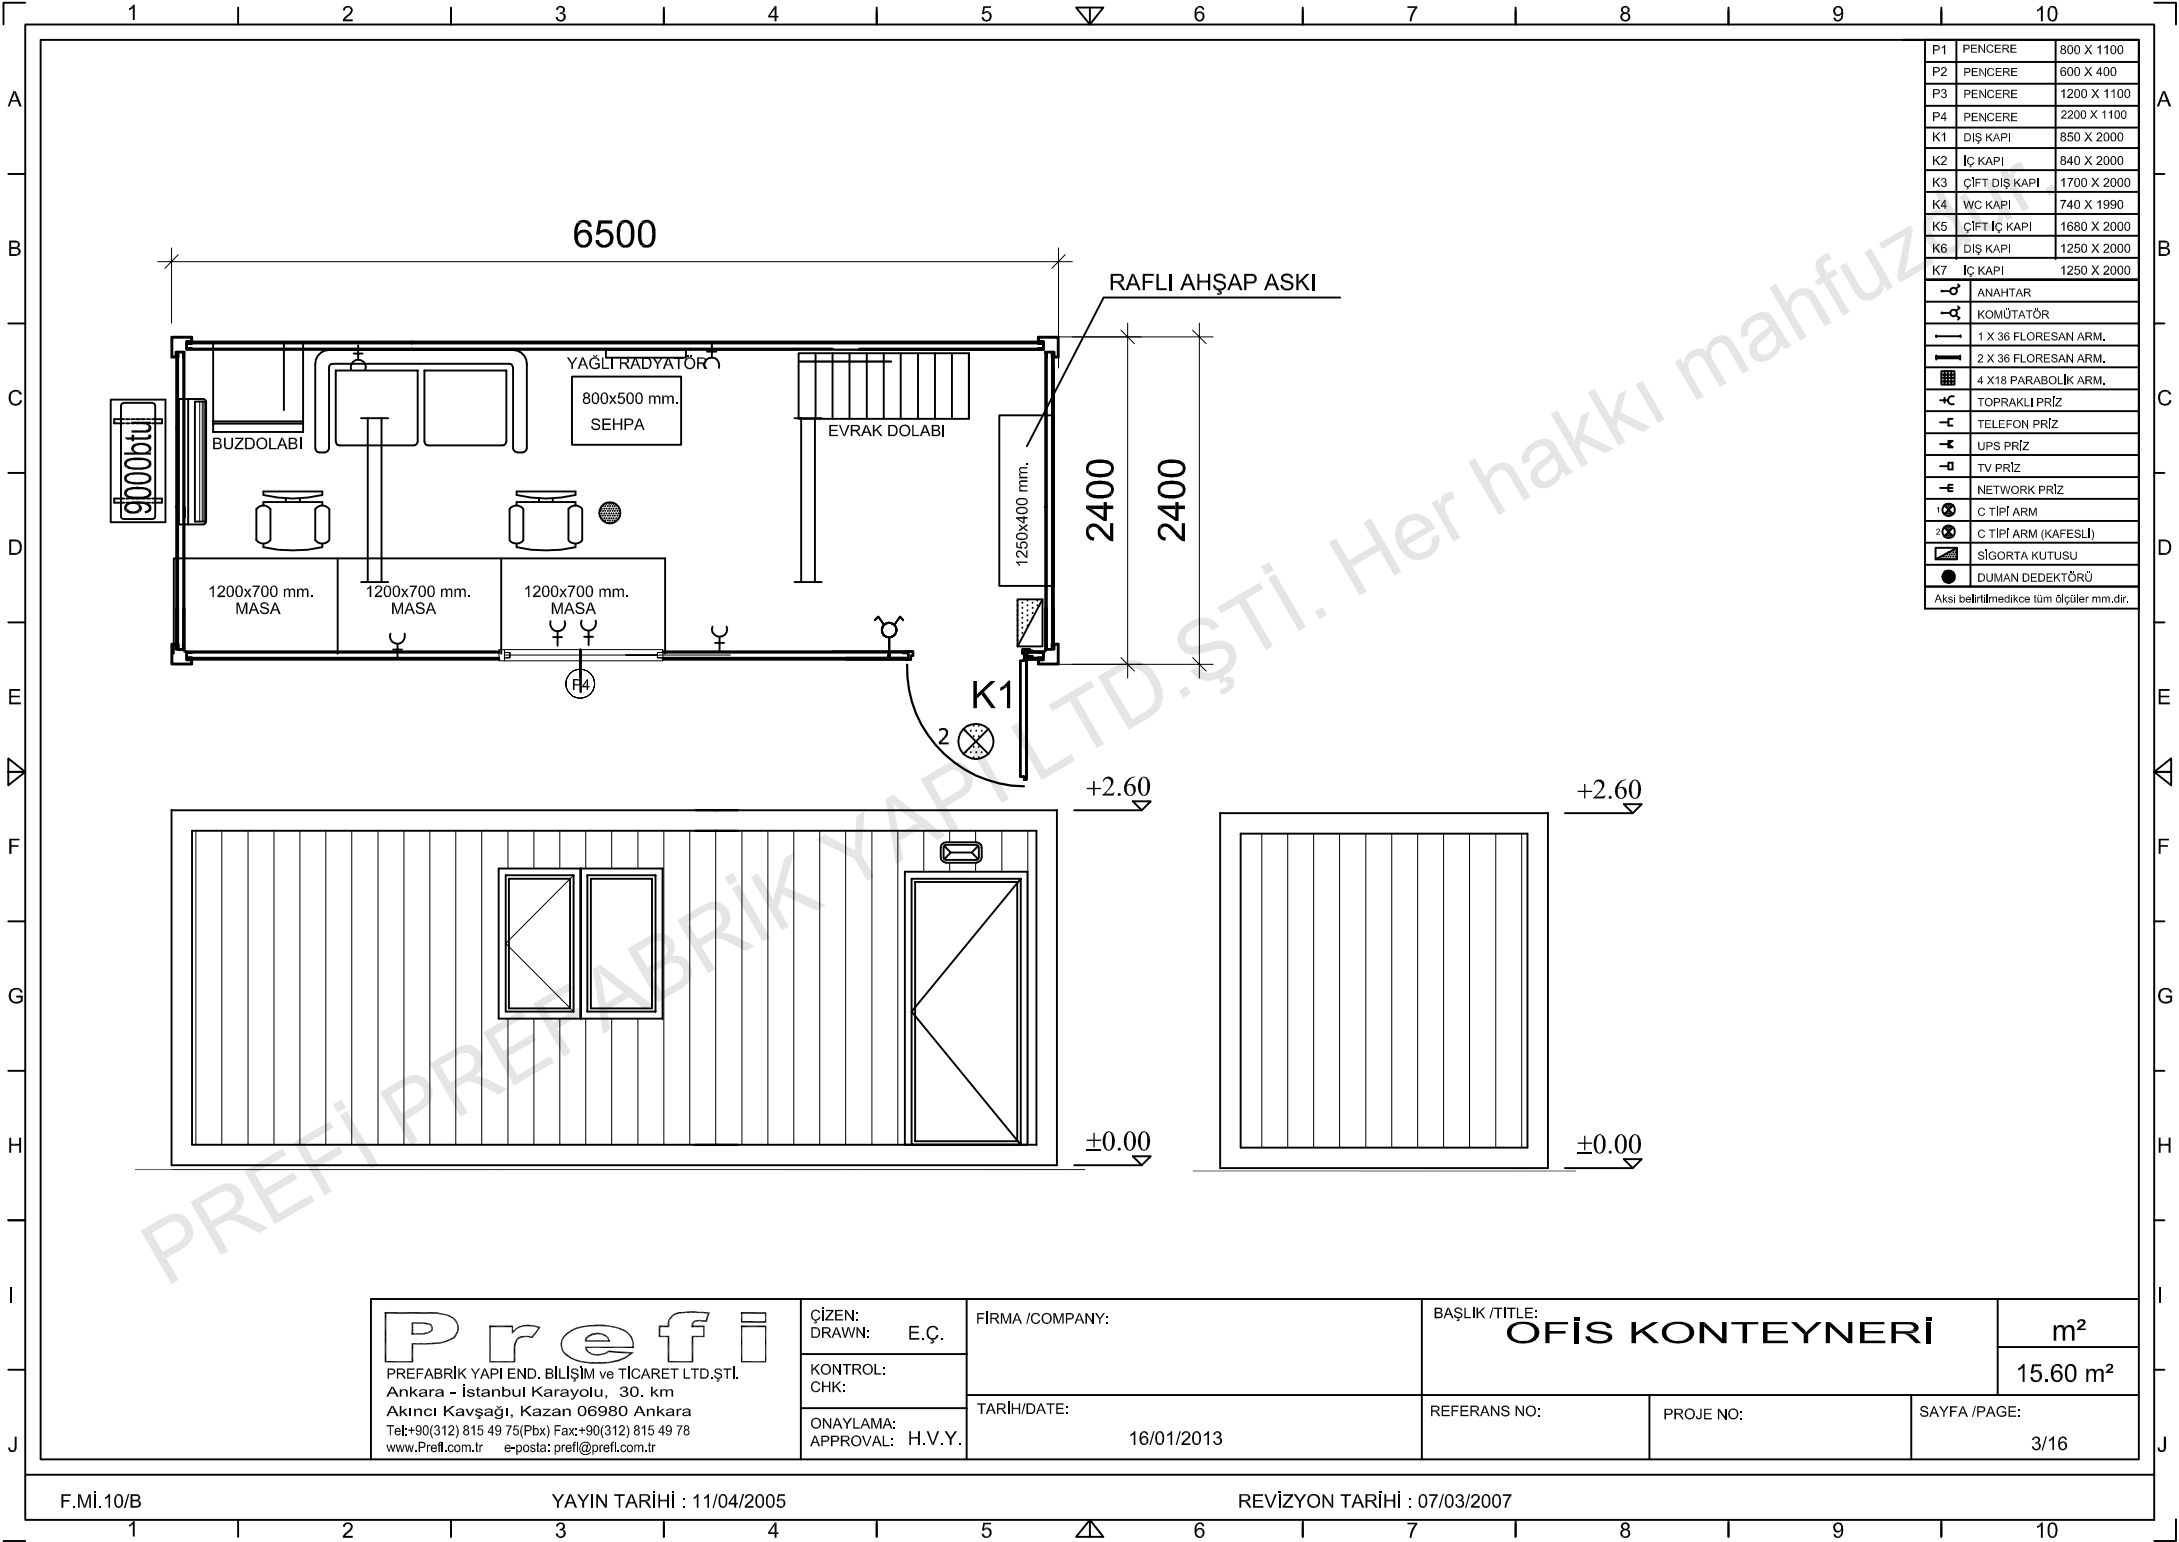 1 2 3 4 5 6 7 8 9 10
A
B
C
D
E
F
G
H
I
J
A
B
C
D
E
F
G
H
I
J
P1 PENCERE 800 X 1100
P2 PENCERE 600 X 400
P3 PENCERE 1200 X 1100
P4 PENCERE 2200 X 1100
K1 DIŞ KAPI 850 X 2000
K2 İÇ KAPI 840 X 2000
K3 ÇİFT DIŞ KAPI 1700 X 2000
K4 WC KAPI 740 X 1990
K5 ÇİFT İÇ KAPI 1680 X 2000
K6 DIŞ KAPI 1250 X 2000
K7 İÇ KAPI 1250 X 2000
ANAHTAR
KOMÜTATÖR
1 X 36 FLORESAN ARM.
2 X 36 FLORESAN ARM.
4 X18 PARABOLİK ARM.
TOPRAKLI PRİZ
TELEFON PRİZ
UPS PRİZ
TV PRİZ
NETWORK PRİZ
1 C TİPİ ARM
2 C TİPİ ARM (KAFESLİ)
SİGORTA KUTUSU
DUMAN DEDEKTÖRÜ
Aksi belirtilmedikce tüm ölçüler mm.dir.
6500
RAFLI AHŞAP ASKI
YAĞLI RADYATÖR
800x500 mm.
SEHPA
BUZDOLABI
EVRAK DOLABI
9000btu
1250x400 mm.
2400
2400
1200x700 mm.
MASA
1200x700 mm.
MASA
1200x700 mm.
MASA
P4
K1
2
+2.60
+2.60
±0.00
±0.00
PREFİ PREFABRİK YAPI LTD.ŞTİ. Her hakkı mahfuzdur.
Prefi
PREFABRİK YAPI END. BİLİŞİM ve TİCARET LTD.ŞTİ.
Ankara - İstanbul Karayolu, 30. km
Akıncı Kavşağı, Kazan 06980 Ankara
Tel:+90(312) 815 49 75(Pbx) Fax:+90(312) 815 49 78
www.Prefi.com.tr e-posta: prefi@prefi.com.tr
ÇİZEN:
DRAWN: E.Ç.
KONTROL:
CHK:
ONAYLAMA:
APPROVAL: H.V.Y.
FİRMA /COMPANY:
TARİH/DATE:
16/01/2013
BAŞLIK /TITLE:
OFİS KONTEYNERİ
m²
15.60 m²
REFERANS NO:
PROJE NO:
SAYFA /PAGE:
3/16
F.Mİ.10/B YAYIN TARİHİ : 11/04/2005 REVİZYON TARİHİ : 07/03/2007
1 2 3 4 5 6 7 8 9 10